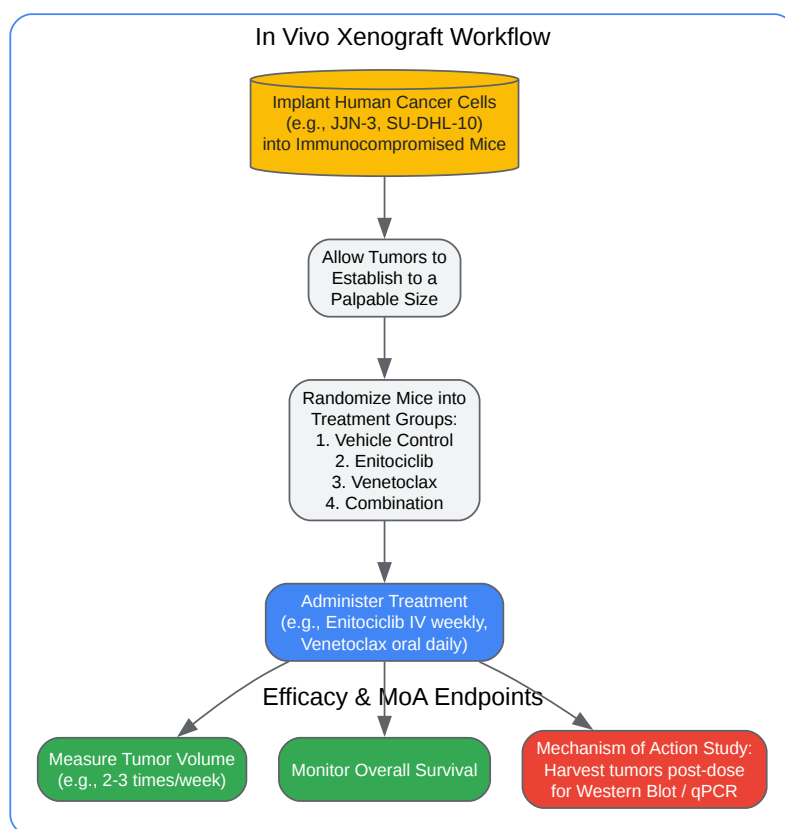 In Vivo Xenograft Workflow
Implant Human Cancer Cells
(e.g., JJN-3, SU-DHL-10)
into Immunocompromised Mice
Allow Tumors to
Establish to a
Palpable Size
Randomize Mice into
Treatment Groups:
1. Vehicle Control
2. Enitociclib
3. Venetoclax
4. Combination
Administer Treatment
(e.g., Enitociclib IV weekly,
Venetoclax oral daily)
Efficacy & MoA Endpoints
Measure Tumor Volume
(e.g., 2-3 times/week)
Monitor Overall Survival
Mechanism of Action Study:
Harvest tumors post-dose
for Western Blot / qPCR